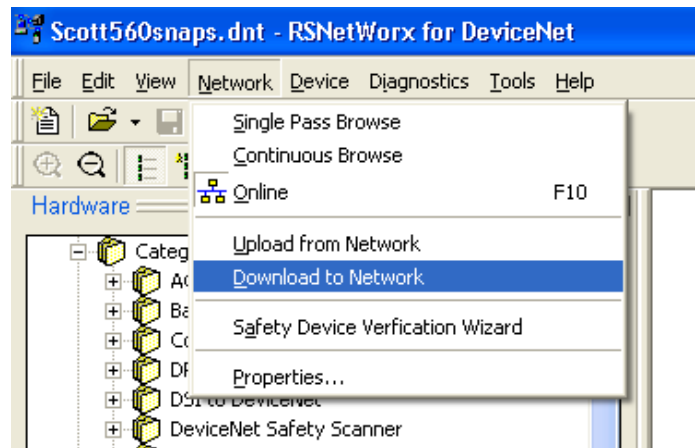 Scott560snaps.dnt - RSNetWorx for DeviceNet
File Edit View Network Device Diagnostics Tools Help
Single Pass Browse
Continuous Browse
Online F10
Hardware
Upload from Network
Categ
Download to Network
Ba
Safety Device Verfication Wizard
Properties...
DSI to DeviceNet
DeviceNet Safety Scanner